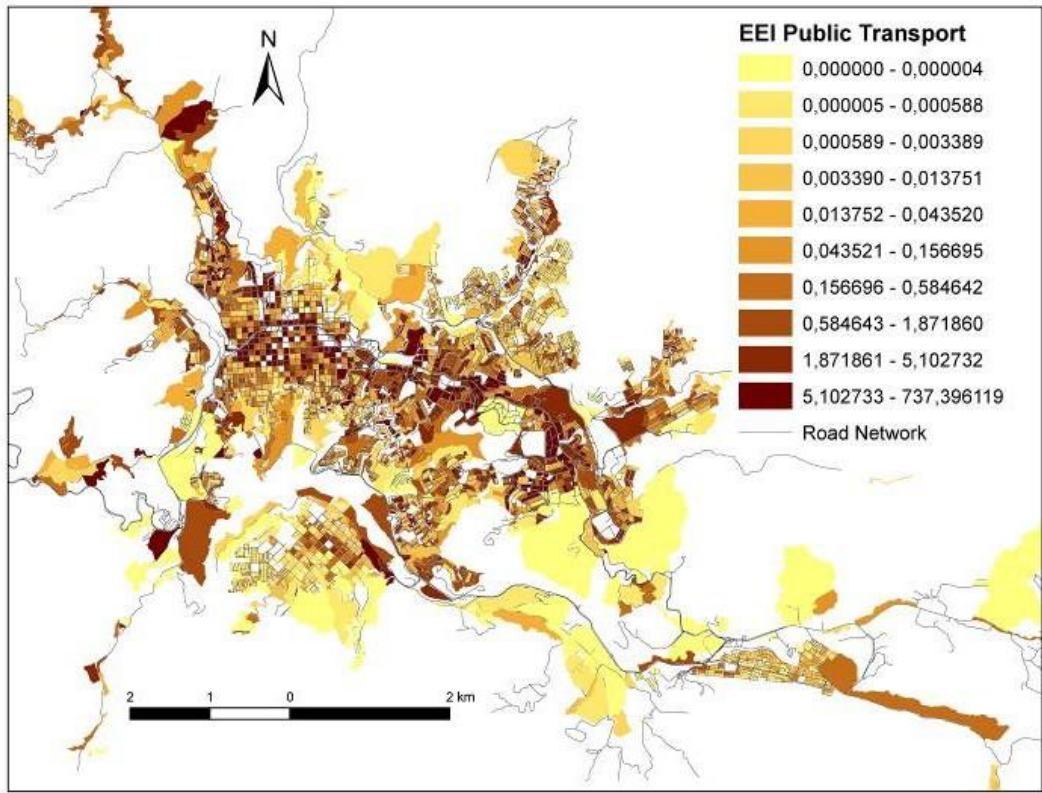 EEI Public Transport
N
0,000000 - 0,000004
0,000005 - 0,000588
0,000589 - 0,003389
0,003390 - 0,013751
0,013752 - 0,043520
0,043521 - 0,156695
0,156696 - 0,584642
0,584643 - 1,871860
1,871861 - 5,102732
5,102733 - 737,396119
Road Network
2 1 0 2 km